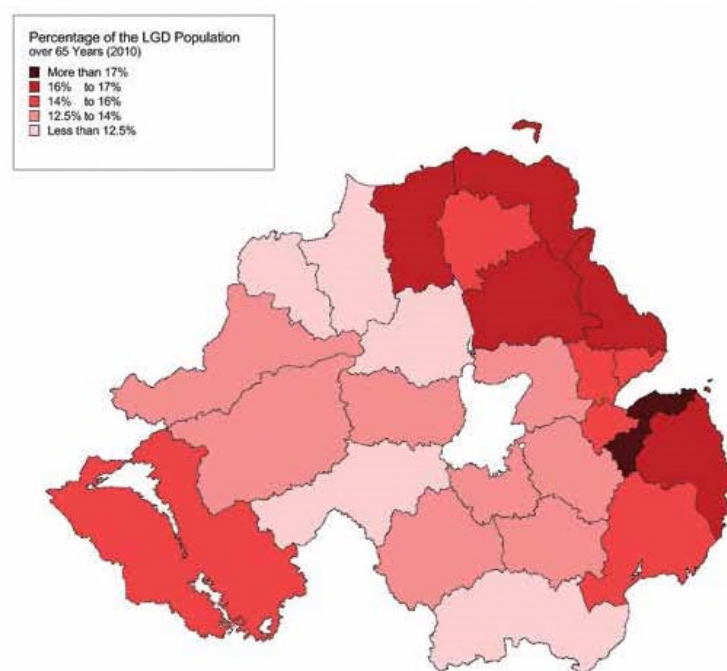 Percentage of the LGD Population
over 65 Years (2010)
More than 17%
16% to 17%
14% to 16%
12.5% to 14%
Less than 12.5%